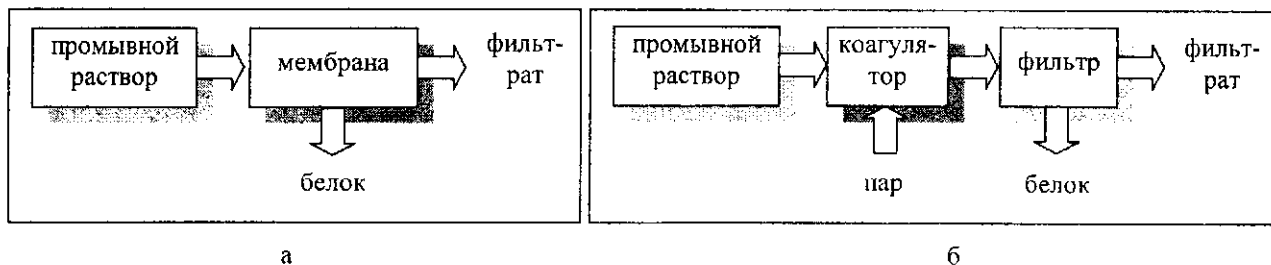 промывной
раствор
мембрана
фильт-
рат
белок
а
промывной
раствор
коагуля-
тор
фильтр
фильт-
рат
пар
белок
б